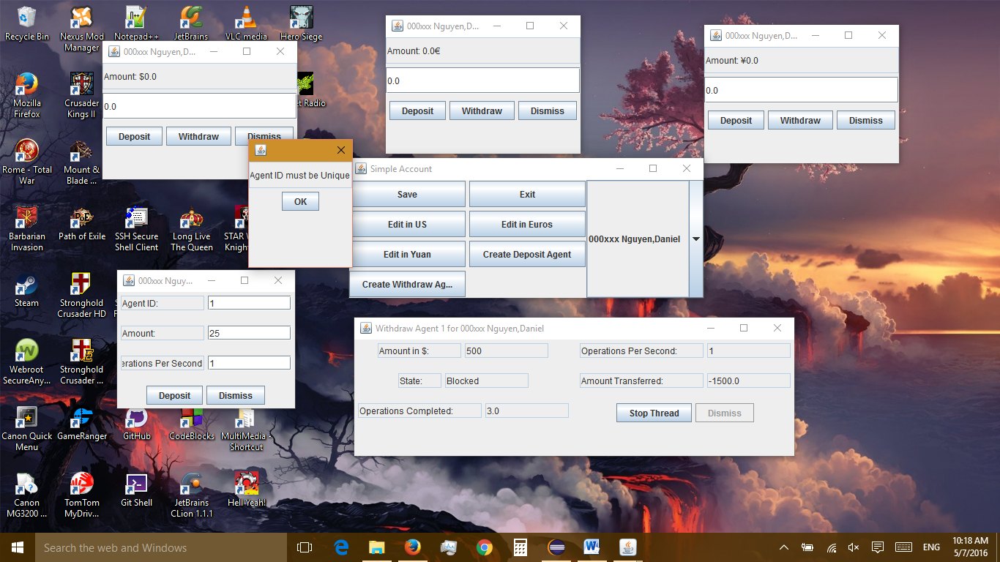 Recycle Bin
Nexus Mod
Manager
Notepad++
JetBrains
VLC media
Hero Siege
Mozilla
Firefox
Crusader
Kings II
et Radio
Rome - Total
War
Mount &
Blade ...
Barbarian
Invasion
Path of Exile
SSH Secure
Shell Client
Long Live
The Queen
STAR W
Knigh
Steam
Stronghold
Crusader HD
Webroot
SecureAny...
Stronghold
Crusader ...
Canon Quick
Menu
GameRanger
GitHub
CodeBlocks
MultiMedia -
Shortcut
Canon
MG3200 ...
TomTom
MyDriv...
Git Shell
JetBrains
CLion 1.1.1
Hell Yeah!
000xxx Nguyen,D...
Amount: $0.0
0.0
Deposit Withdraw Dismiss
000xxx Nguyen,D...
Amount: 0.0€
0.0
Deposit Withdraw Dismiss
000xxx Nguyen,D...
Amount: ¥0.0
0.0
Deposit Withdraw Dismiss
Agent ID must be Unique
OK
Simple Account
Save Exit
Edit in US Edit in Euros
Edit in Yuan Create Deposit Agent
Create Withdraw Ag...
000xxx Nguyen,Daniel
000xxx Nguy...
Agent ID: 1
Amount: 25
erations Per Second 1
Deposit Dismiss
Withdraw Agent 1 for 000xxx Nguyen,Daniel
Amount in $: 500 Operations Per Second: 1
State: Blocked Amount Transferred: -1500.0
Operations Completed: 3.0 Stop Thread Dismiss
Search the web and Windows
ENG
10:18 AM
5/7/2016